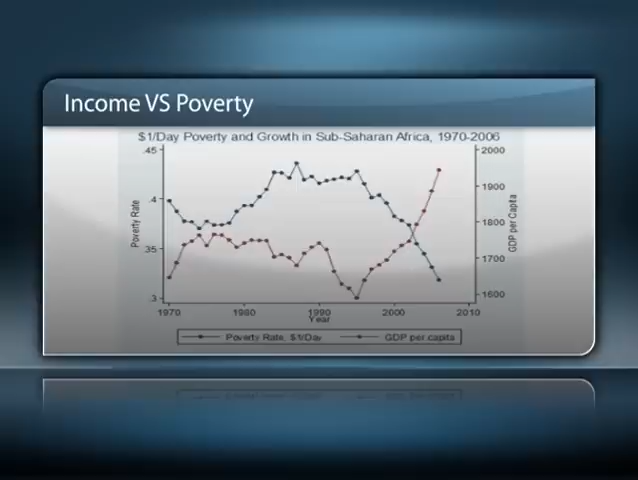 Income VS Poverty
$1/Day Poverty and Growth in Sub-Saharan Africa, 1970-2006
.45
.4
.35
.3
Poverty Rate
2000
1900
1800
1700
1600
GDP per Capita
1970
1980
1990
2000
2010
Year
Poverty Rate, $1/Day
GDP per capita